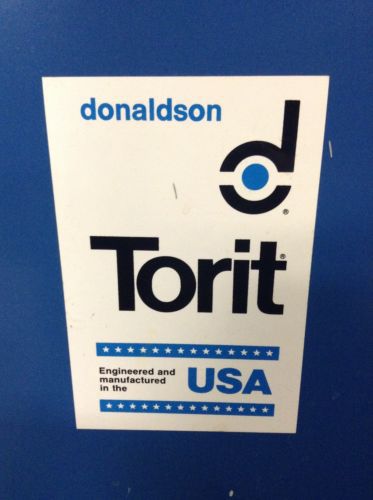 donaldson
d
®
Torit®
Engineered and
manufactured
in the
USA